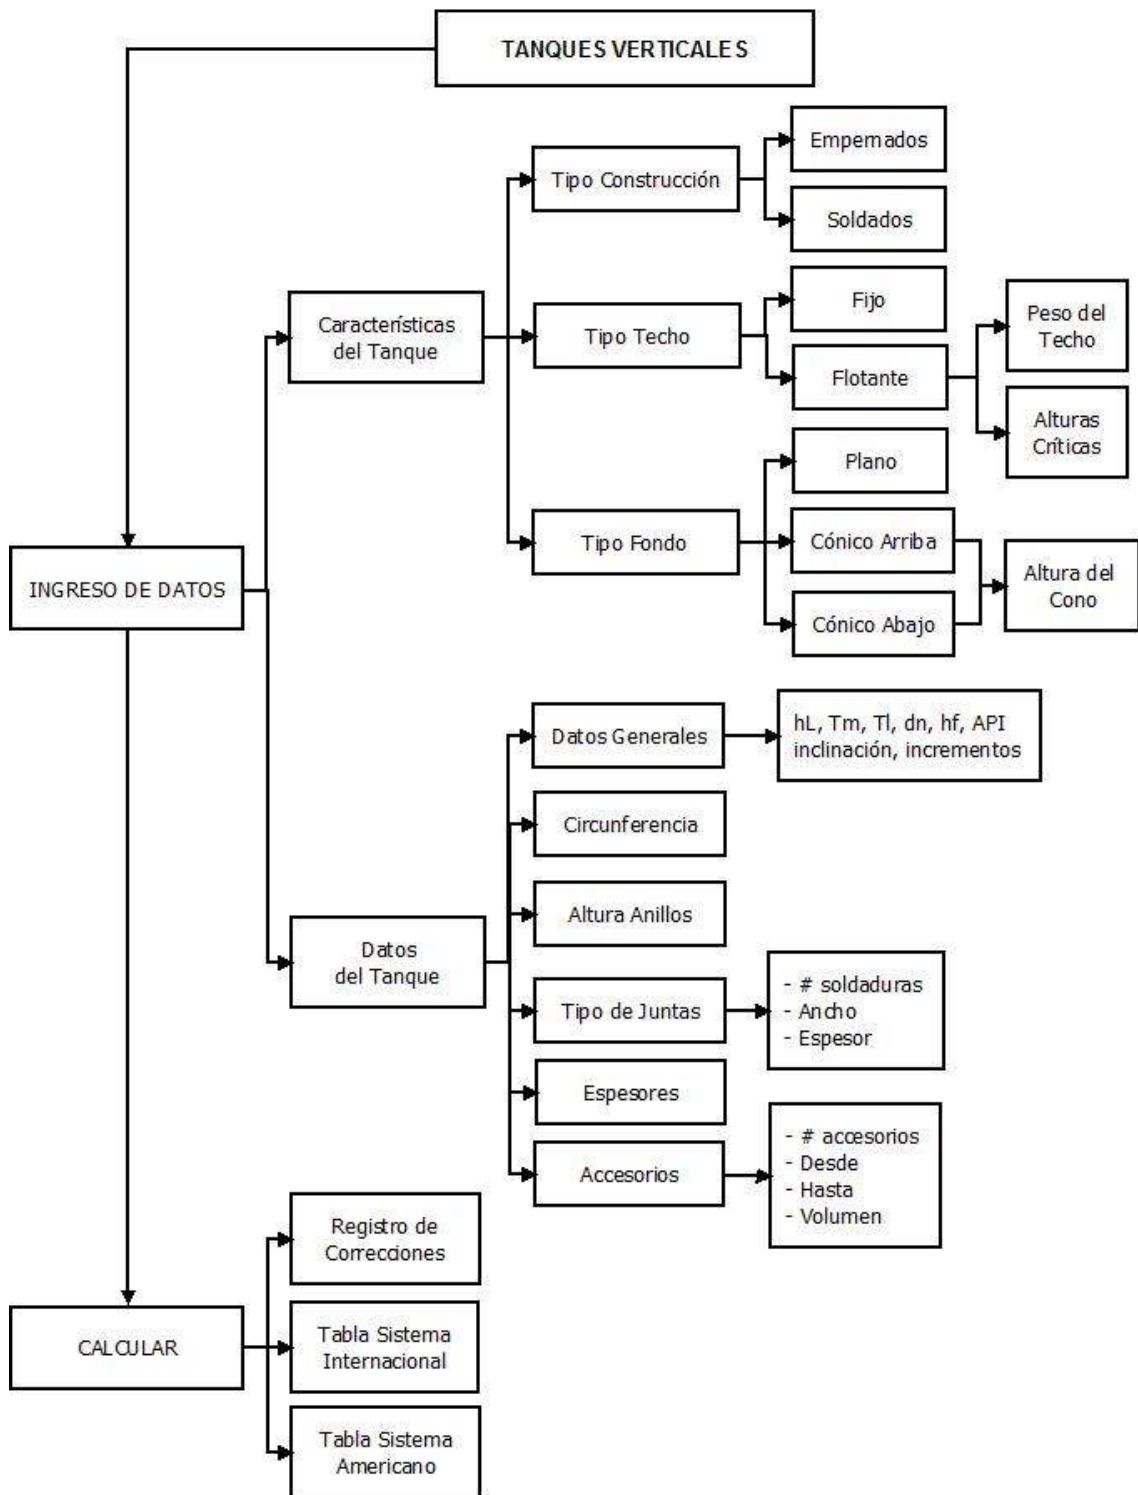 TANQUES VERTICALES
Empernados
Tipo Construcción
Soldados
Fijo
Características
del Tanque
Tipo Techo
Peso del
Techo
Flotante
Alturas
Críticas
Plano
Tipo Fondo
Cónico Arriba
INGRESO DE DATOS
Altura del
Cono
Cónico Abajo
Datos Generales
hL, Tm, Tl, dn, hf, API
inclinación, incrementos
Circunferencia
Altura Anillos
Datos
del Tanque
Tipo de Juntas
- # soldaduras
- Ancho
- Espesor
Espesores
Accesorios
- # accesorios
- Desde
- Hasta
- Volumen
Registro de
Correcciones
CALCULAR
Tabla Sistema
Internacional
Tabla Sistema
Americano